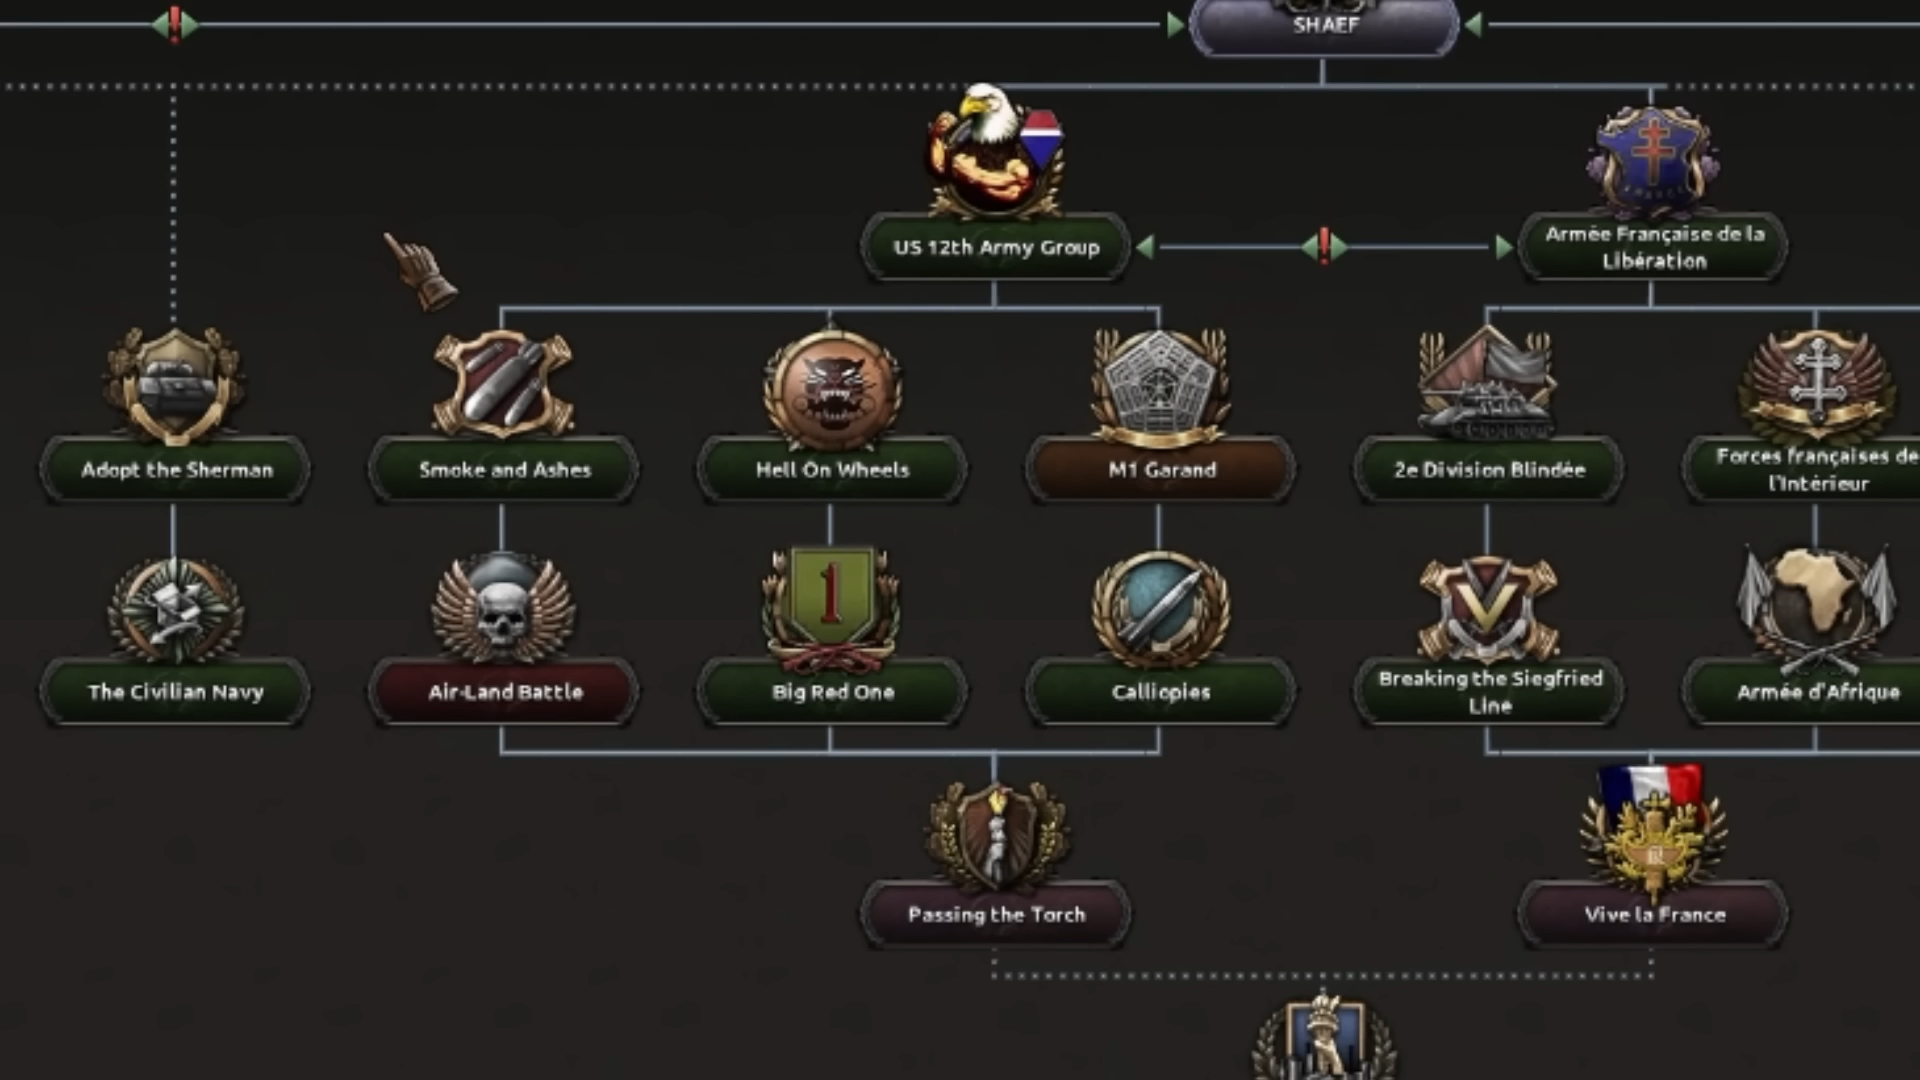 SHAEF
US 12th Army Group
Armée Française de la
Libération
Adopt the Sherman
Smoke and Ashes
Hell On Wheels
M1 Garand
2e Division Blindée
Forces françaises de
l'Intérieur
1
The Civilian Navy
Air-Land Battle
Big Red One
Calliopies
Breaking the Siegfried
Line
Armée d'Afrique
Passing the Torch
Vive la France